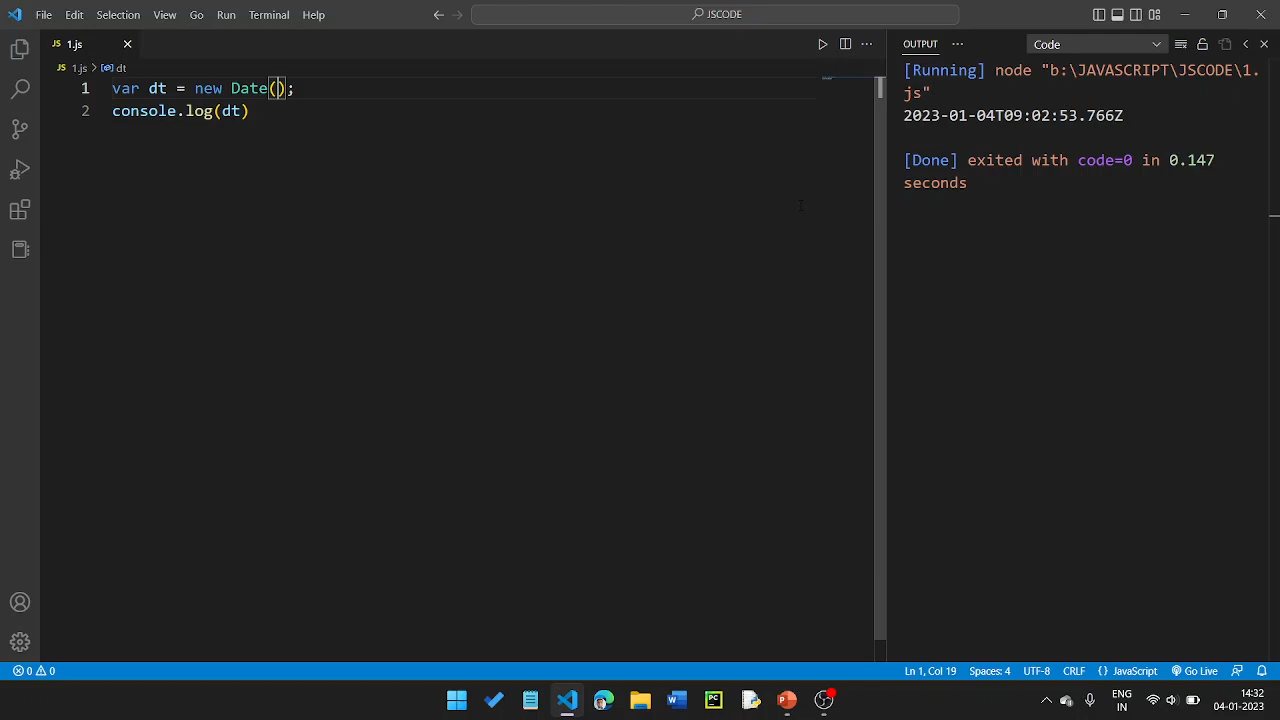 File Edit Selection View Go Run Terminal Help
JSCODE
JS 1.js
JS 1.js > dt
1 var dt = new Date();
2 console.log(dt)
OUTPUT
Code
[Running] node "b:\JAVASCRIPT\JSCODE\1.
js"
2023-01-04T09:02:53.766Z
[Done] exited with code=0 in 0.147
seconds
0 0
Ln 1, Col 19 Spaces: 4 UTF-8 CRLF {} JavaScript Go Live
W PC P
ENG
IN
14:32
04-01-2023